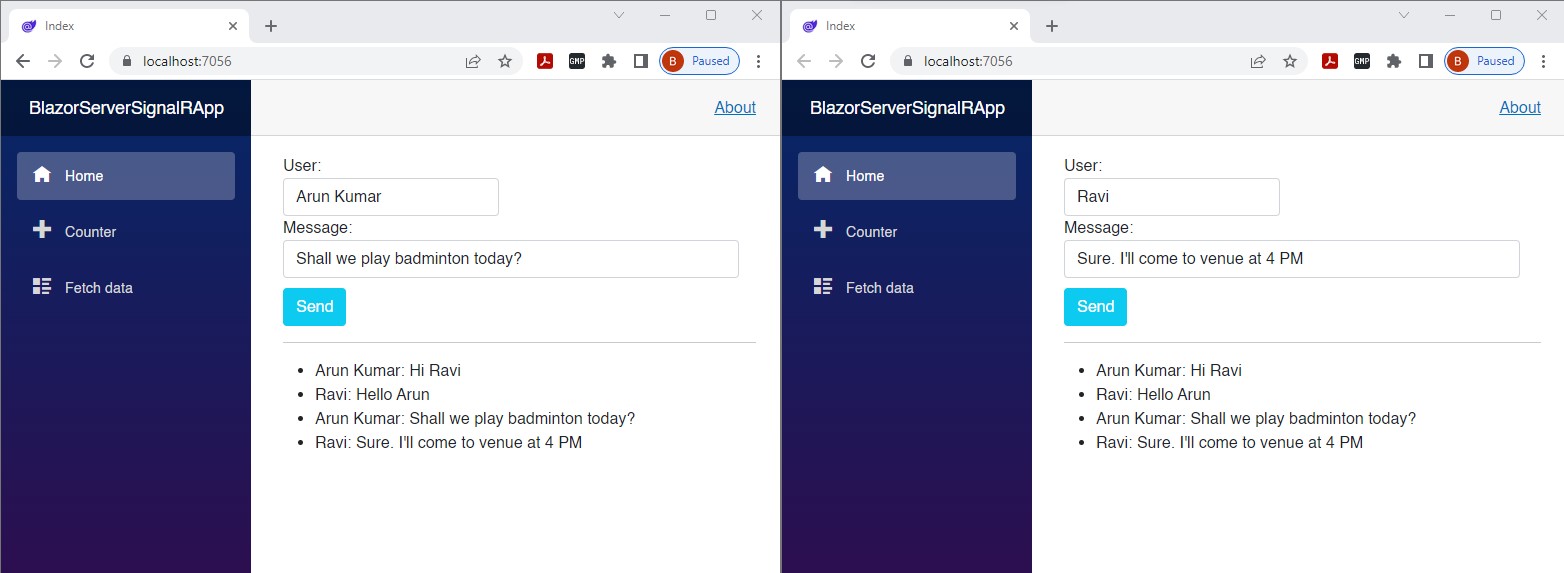 Index
localhost:7056
GMP
B Paused
BlazorServerSignalRApp
About
Home
Counter
Fetch data
User:
Arun Kumar
Message:
Shall we play badminton today?
Send
Arun Kumar: Hi Ravi
Ravi: Hello Arun
Arun Kumar: Shall we play badminton today?
Ravi: Sure. I'll come to venue at 4 PM
Index
localhost:7056
GMP
B Paused
BlazorServerSignalRApp
About
Home
Counter
Fetch data
User:
Ravi
Message:
Sure. I'll come to venue at 4 PM
Send
Arun Kumar: Hi Ravi
Ravi: Hello Arun
Arun Kumar: Shall we play badminton today?
Ravi: Sure. I'll come to venue at 4 PM